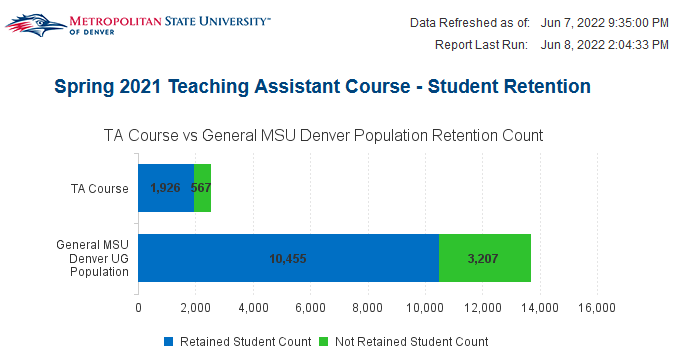 METROPOLITAN STATE UNIVERSITY™
OF DENVER
Data Refreshed as of: Jun 7, 2022 9:35:00 PM
Report Last Run: Jun 8, 2022 2:04:33 PM
Spring 2021 Teaching Assistant Course - Student Retention
TA Course vs General MSU Denver Population Retention Count
TA Course
1,926 567
General MSU
Denver UG
Population
10,455 3,207
0 2,000 4,000 6,000 8,000 10,000 12,000 14,000 16,000
Retained Student Count Not Retained Student Count